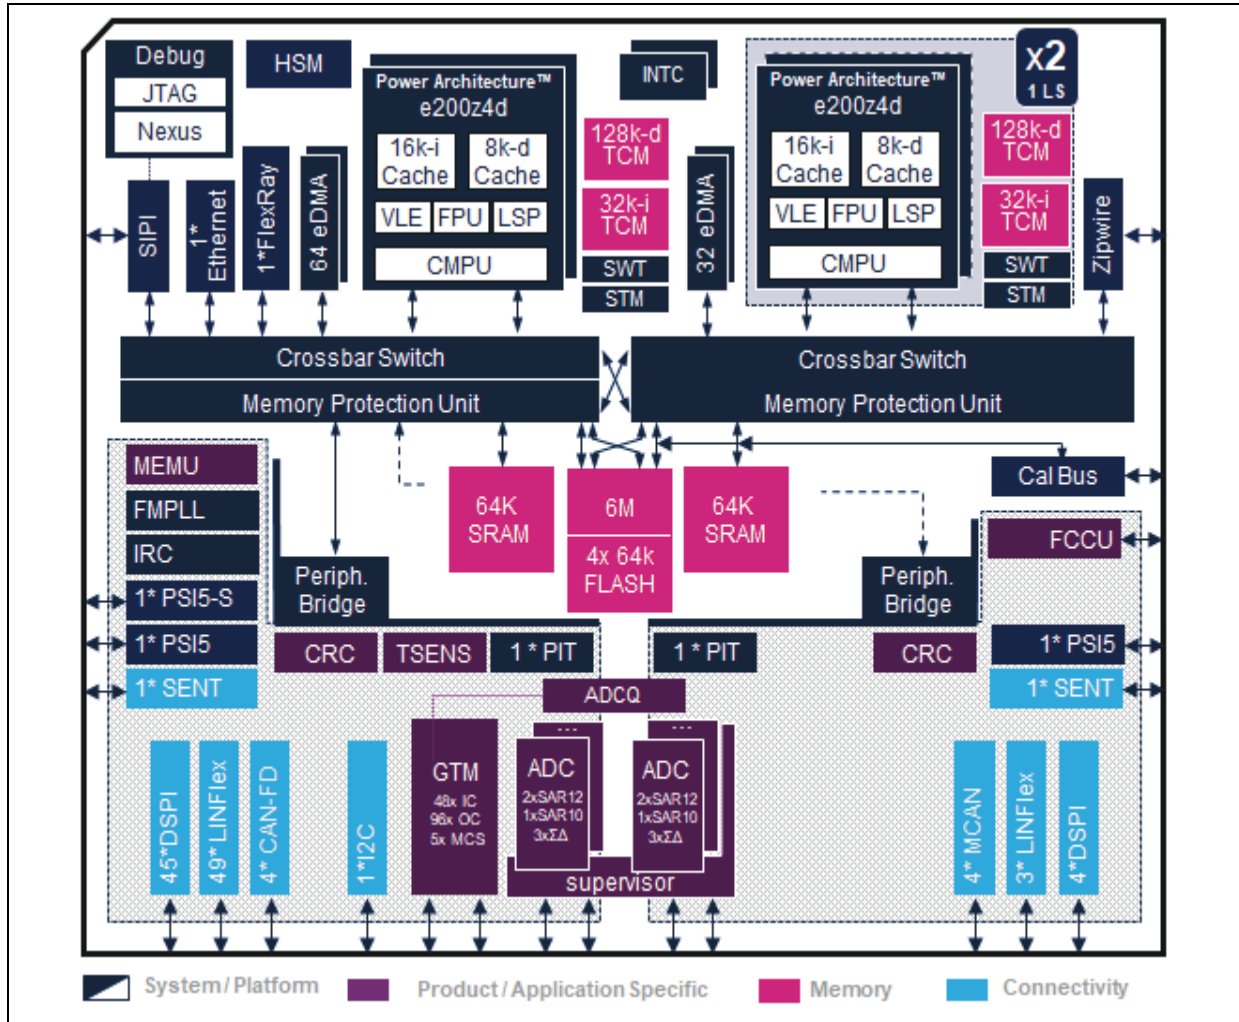 Debug
JTAG
Nexus
HSM
Power Architecture™
e200z4d
16k-i
Cache
8k-d
Cache
VLE
FPU
LSP
CMPU
INTC
128k-d
TCM
32k-i
TCM
SWT
STM
Power Architecture™
e200z4d
16k-i
Cache
8k-d
Cache
VLE
FPU
LSP
CMPU
x2
1 LS
128k-d
TCM
32k-i
TCM
SWT
STM
SIPI
1*
Ethernet
1*FlexRay
64 eDMA
32 eDMA
Zipwire
Crossbar Switch
Memory Protection Unit
Crossbar Switch
Memory Protection Unit
MEMU
FMPLL
IRC
1* PSI5-S
1* PSI5
1* SENT
64K
SRAM
6M
4x 64k
FLASH
64K
SRAM
Cal Bus
FCCU
1* PSI5
1* SENT
Periph.
Bridge
Periph.
Bridge
CRC
TSENS
1 * PIT
1 * PIT
CRC
ADCQ
45*DSPI
49* LINFlex
4* CAN-FD
1*I2C
GTM
48x IC
96x OC
5x MCS
...
ADC
2xSAR12
1xSAR10
3xΣΔ
...
ADC
2xSAR12
1xSAR10
3xΣΔ
supervisor
4* MCAN
3* LINFlex
4*DSPI
System / Platform
Product / Application Specific
Memory
Connectivity